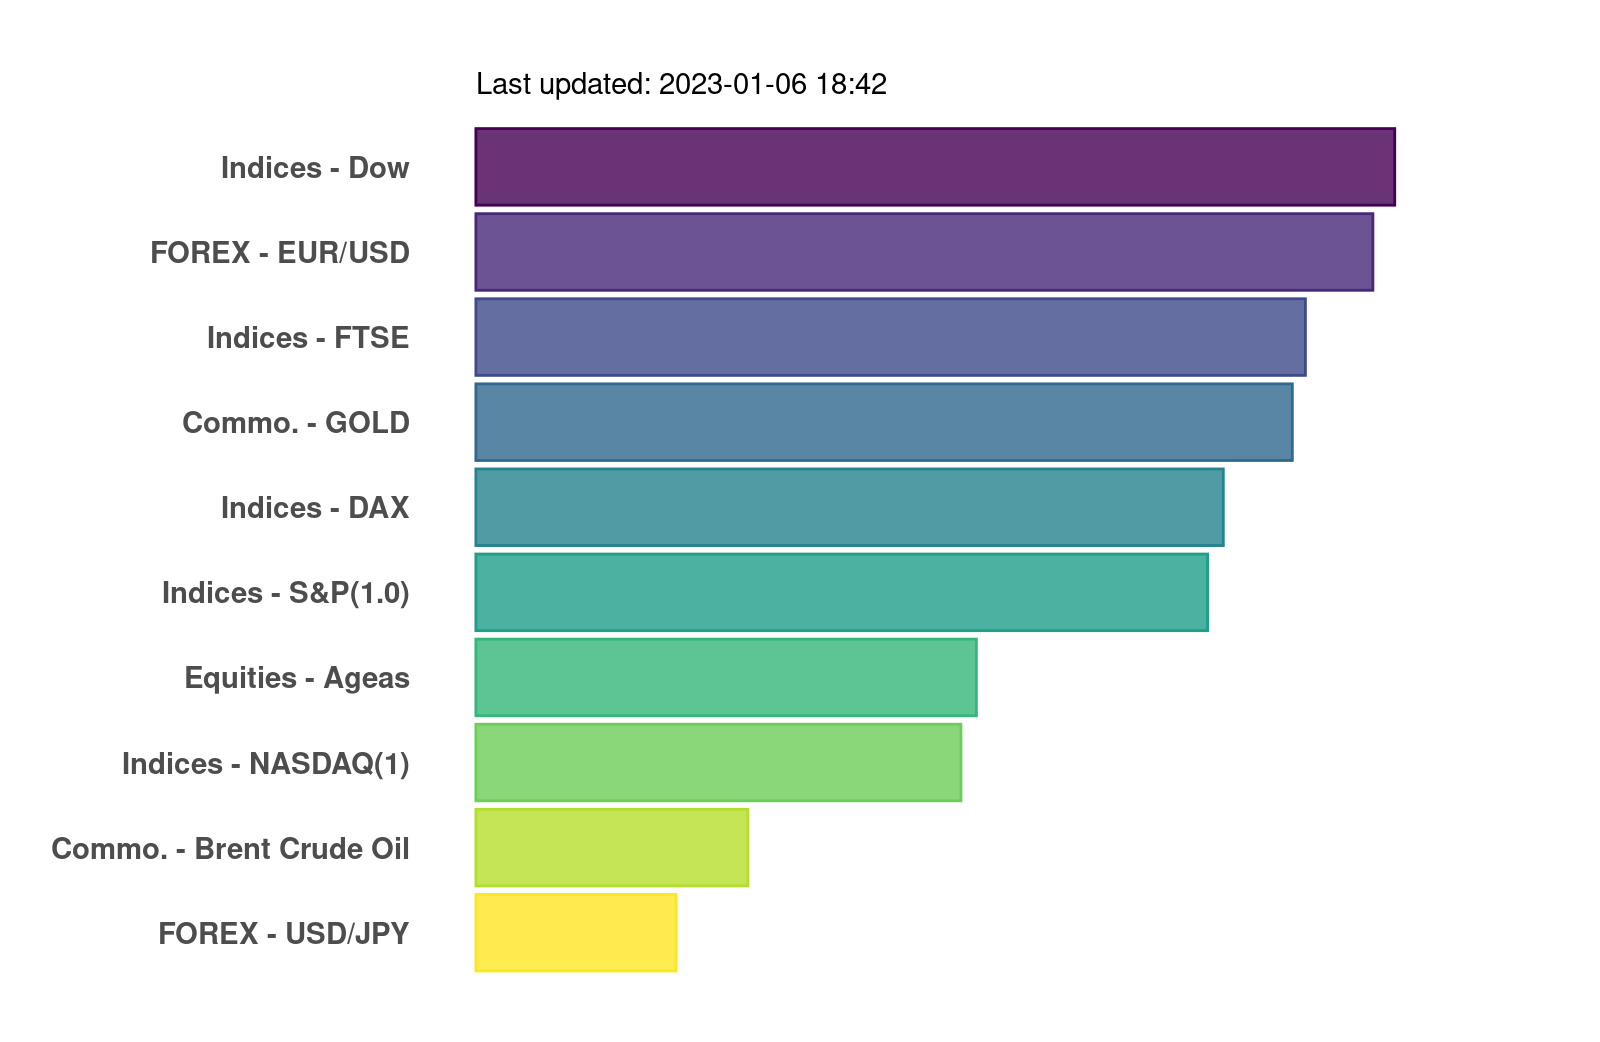 Last updated: 2023-01-06 18:42
Indices - Dow
FOREX - EUR/USD
Indices - FTSE
Commo. - GOLD
Indices - DAX
Indices - S&P(1.0)
Equities - Ageas
Indices - NASDAQ(1)
Commo. - Brent Crude Oil
FOREX - USD/JPY